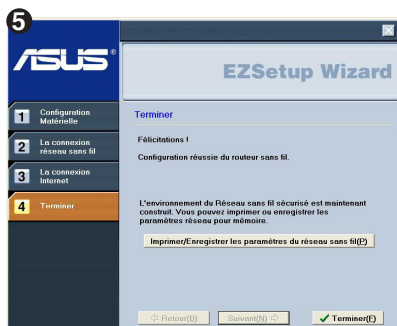 5
ASUS
EZSetup Wizard
1 Configuration
Matérielle
2 La connexion
réseau sans fil
3 La connexion
Internet
4 Terminer
Terminer
Félicitations !
Configuration réussie du routeur sans fil.
L'environnement du Réseau sans fil sécurisé est maintenant
construit. Vous pouvez imprimer ou enregistrer les
paramètres réseau pour mémoire.
Imprimer/Enregistrer les paramètres du réseau sans fil(P)
Retour(B)
Suivant(N)
Terminer(F)